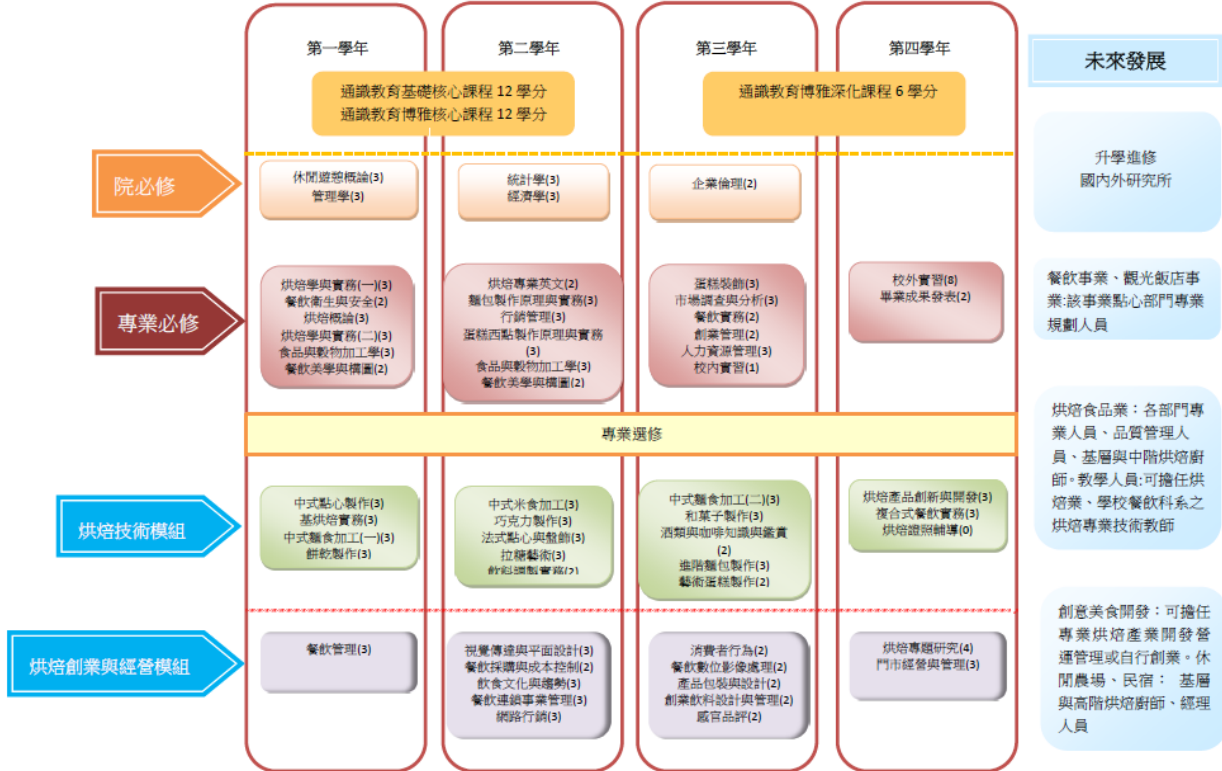 第一學年
第二學年
第三學年
第四學年
未來發展
通識教育基礎核心課程 12 學分
通識教育博雅核心課程 12 學分
通識教育博雅深化課程 6 學分
院必修
休閒遊憩概論(3)
管理學(3)
統計學(3)
經濟學(3)
企業倫理(2)
升學進修
國內外研究所
專業必修
烘焙學與實務(一)(3)
餐飲衛生與安全(2)
烘焙概論(3)
烘焙學與實務(二)(3)
食品與穀物加工學(3)
餐飲美學與構圖(2)
烘焙專業英文(2)
麵包製作原理與實務(3)
行銷管理(3)
蛋糕西點製作原理與實務
(3)
食品與穀物加工學(3)
餐飲美學與構圖(2)
蛋糕裝飾(3)
市場調查與分析(3)
餐飲實務(2)
創業管理(2)
人力資源管理(3)
校內實習(1)
校外實習(8)
畢業成果發表(2)
餐飲事業、觀光飯店事
業:該事業點心部門專業
規劃人員
專業選修
烘焙技術模組
中式點心製作(3)
基烘焙實務(3)
中式麵食加工(一)(3)
餅乾製作(3)
中式米食加工(3)
巧克力製作(3)
法式點心與盤飾(3)
拉糖藝術(3)
飲料調製實務(2)
中式麵食加工(二)(3)
和菓子製作(3)
酒類與咖啡知識與鑑賞
(2)
進階麵包製作(3)
藝術蛋糕製作(2)
烘焙產品創新與開發(3)
複合式餐飲實務(3)
烘焙證照輔導(0)
烘焙食品業：各部門專
業人員、品質管理人
員、基層與中階烘焙廚
師。教學人員:可擔任烘
焙業、學校餐飲科系之
烘焙專業技術教師
烘焙創業與經營模組
餐飲管理(3)
視覺傳達與平面設計(3)
餐飲採購與成本控制(2)
飲食文化與趨勢(3)
餐飲連鎖事業管理(3)
網路行銷(3)
消費者行為(2)
餐飲數位影像處理(2)
產品包裝與設計(2)
創業飲料設計與管理(2)
感官品評(2)
烘焙專題研究(4)
門市經營與管理(3)
創意美食開發：可擔任
專業烘焙產業開發營
運管理或自行創業。休
閒農場、民宿： 基層
與高階烘焙廚師、經理
人員